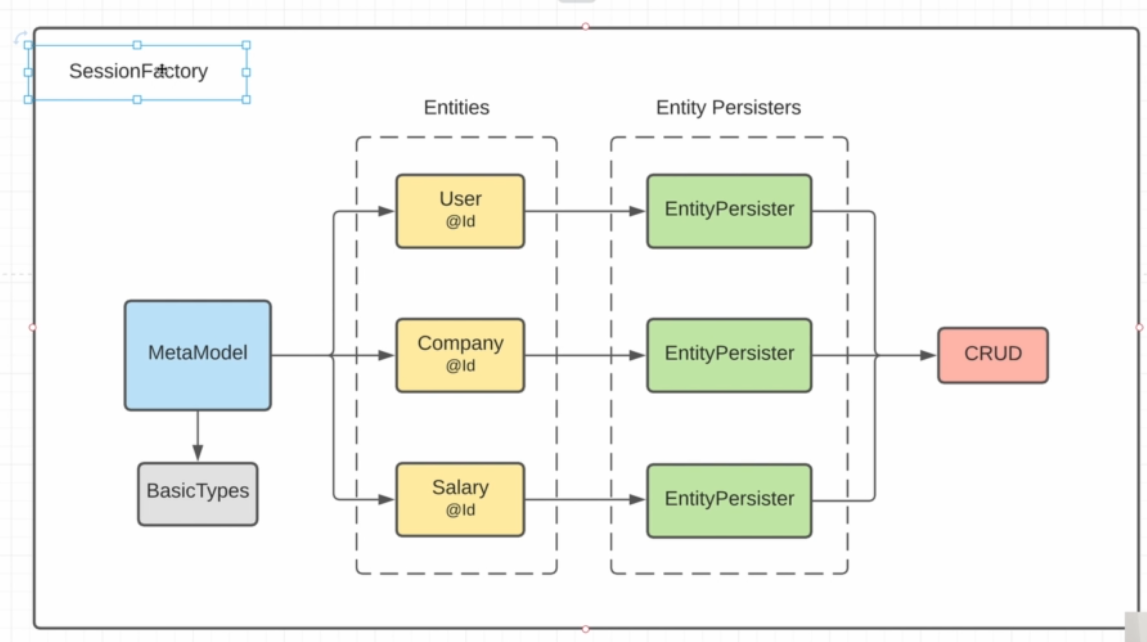 SessionFactory
Entities
Entity Persisters
User
@Id
EntityPersister
MetaModel
Company
@Id
EntityPersister
CRUD
BasicTypes
Salary
@Id
EntityPersister